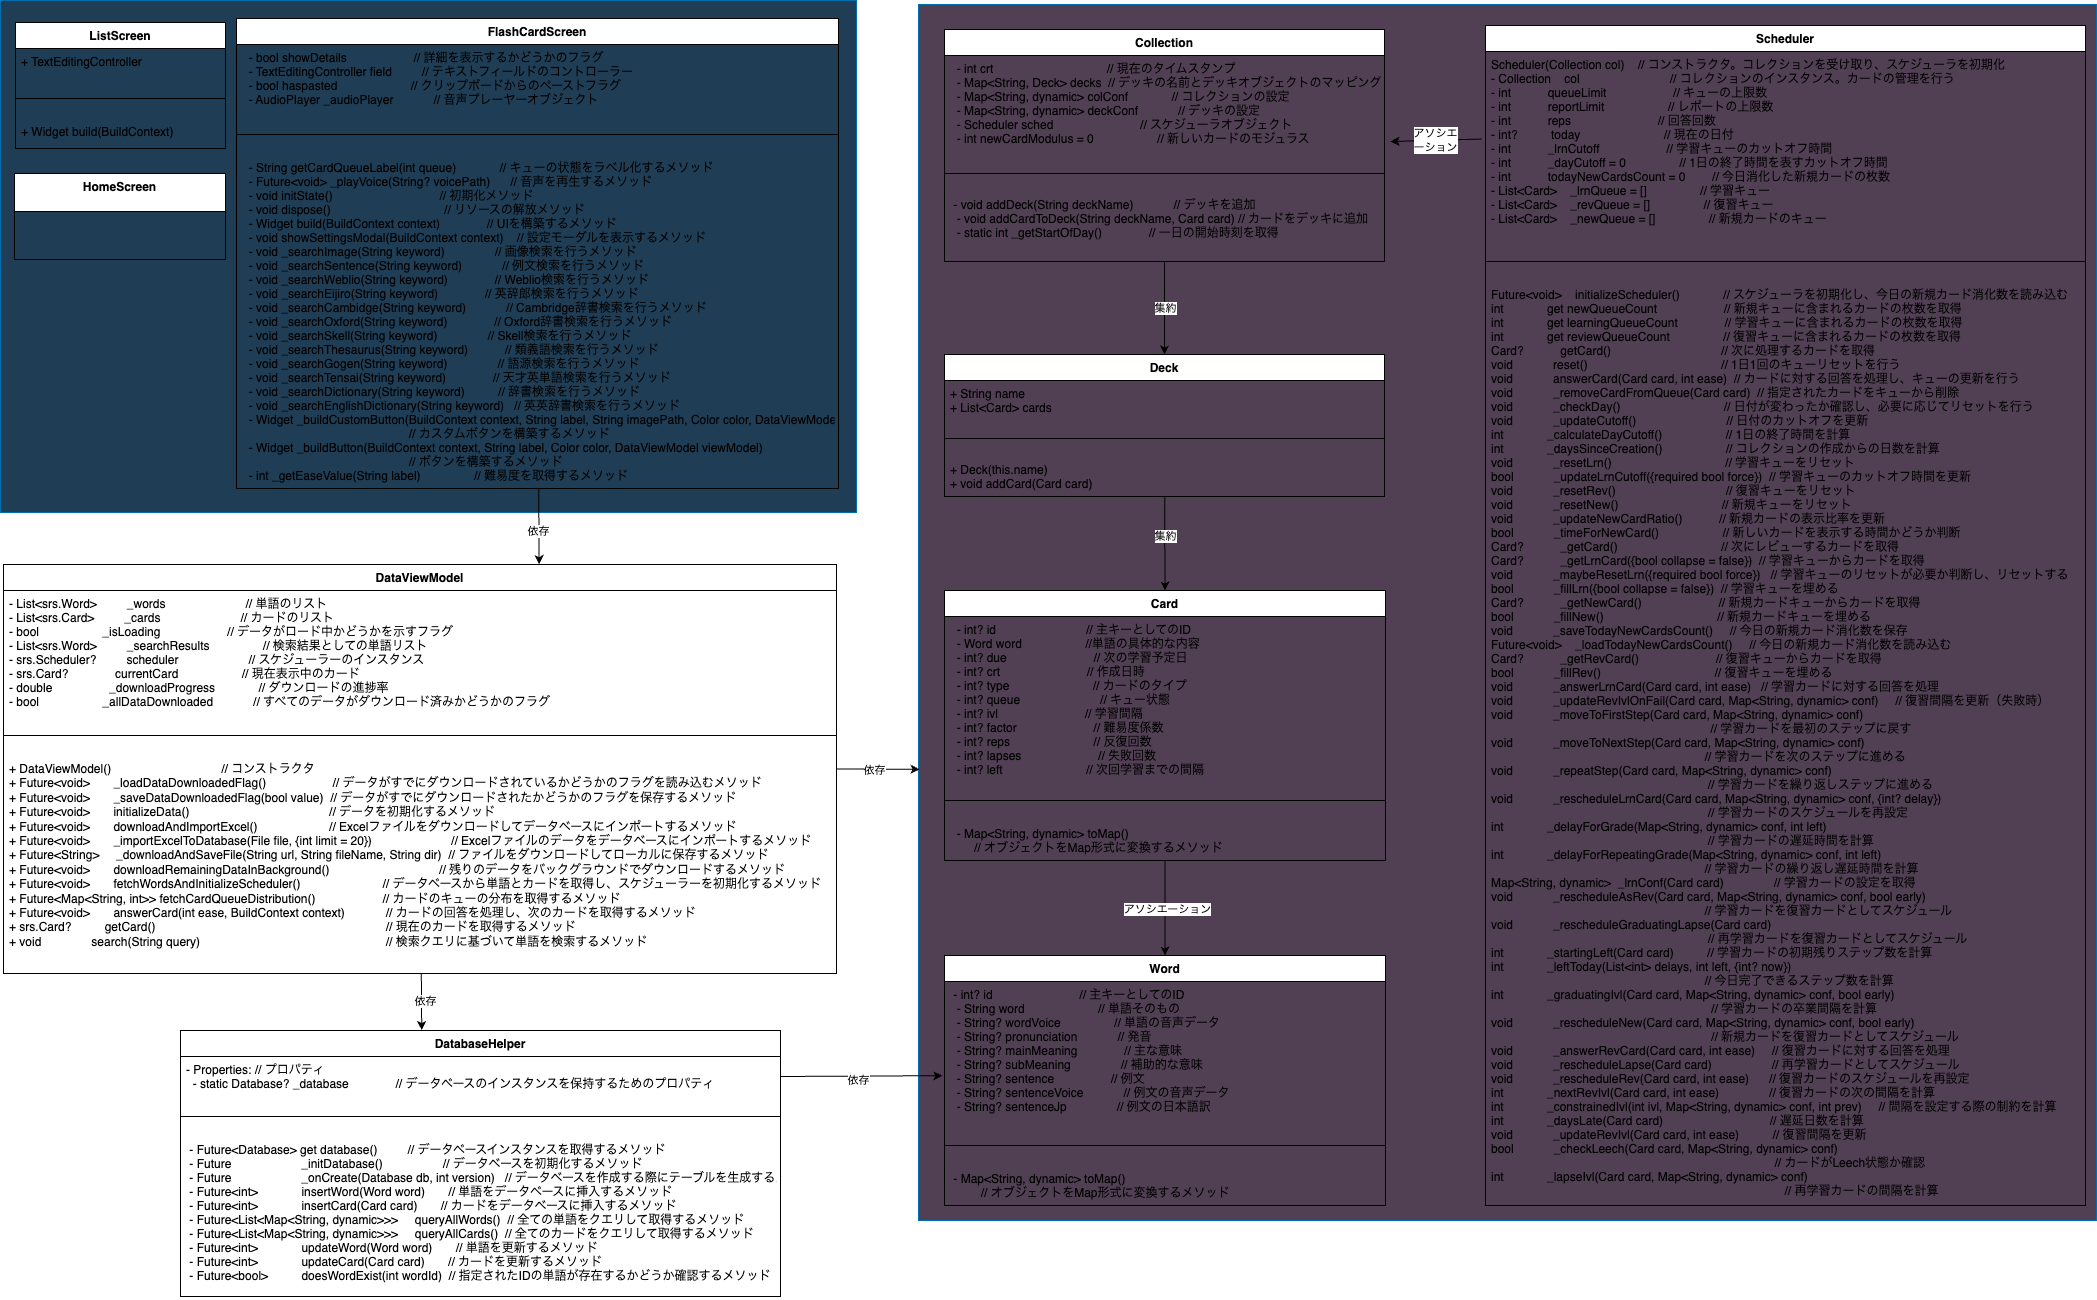 ListScreen
+ TextEditingController
+ Widget build(BuildContext)
HomeScreen
FlashCardScreen
- bool showDetails // 詳細を表示するかどうかのフラグ
- TextEditingController field // テキストフィールドのコントローラー
- bool haspasted // クリップボードからのペーストフラグ
- AudioPlayer _audioPlayer // 音声プレーヤーオブジェクト
- String getCardQueueLabel(int queue) // キューの状態をラベル化するメソッド
- Future<void> _playVoice(String? voicePath) // 音声を再生するメソッド
- void initState() // 初期化メソッド
- void dispose() // リソースの解放メソッド
- Widget build(BuildContext context) // UIを構築するメソッド
- void showSettingsModal(BuildContext context) // 設定モーダルを表示するメソッド
- void _searchImage(String keyword) // 画像検索を行うメソッド
- void _searchSentence(String keyword) // 例文検索を行うメソッド
- void _searchWeblio(String keyword) // Weblio検索を行うメソッド
- void _searchEijiro(String keyword) // 英辞郎検索を行うメソッド
- void _searchCambidge(String keyword) // Cambridge辞書検索を行うメソッド
- void _searchOxford(String keyword) // Oxford辞書検索を行うメソッド
- void _searchSkell(String keyword) // Skell検索を行うメソッド
- void _searchThesaurus(String keyword) // 類義語検索を行うメソッド
- void _searchGogen(String keyword) // 語源検索を行うメソッド
- void _searchTensai(String keyword) // 天才英単語検索を行うメソッド
- void _searchDictionary(String keyword) // 辞書検索を行うメソッド
- void _searchEnglishDictionary(String keyword) // 英英辞書検索を行うメソッド
- Widget _buildCustomButton(BuildContext context, String label, String imagePath, Color color, DataViewMode
// カスタムボタンを構築するメソッド
- Widget _buildButton(BuildContext context, String label, Color color, DataViewModel viewModel)
// ボタンを構築するメソッド
- int _getEaseValue(String label) // 難易度を取得するメソッド
依存
DataViewModel
- List<srs.Word> _words // 単語のリスト
- List<srs.Card> _cards // カードのリスト
- bool _isLoading // データがロード中かどうかを示すフラグ
- List<srs.Word> _searchResults // 検索結果としての単語リスト
- srs.Scheduler? scheduler // スケジューラーのインスタンス
- srs.Card? currentCard // 現在表示中のカード
- double _downloadProgress // ダウンロードの進捗率
- bool _allDataDownloaded // すべてのデータがダウンロード済みかどうかのフラグ
+ DataViewModel() // コンストラクタ
+ Future<void> _loadDataDownloadedFlag() // データがすでにダウンロードされているかどうかのフラグを読み込むメソッド
+ Future<void> _saveDataDownloadedFlag(bool value) // データがすでにダウンロードされたかどうかのフラグを保存するメソッド
+ Future<void> initializeData() // データを初期化するメソッド
+ Future<void> downloadAndImportExcel() // Excelファイルをダウンロードしてデータベースにインポートするメソッド
+ Future<void> _importExcelToDatabase(File file, {int limit = 20}) // Excelファイルのデータをデータベースにインポートするメソッド
+ Future<String> _downloadAndSaveFile(String url, String fileName, String dir) // ファイルをダウンロードしてローカルに保存するメソッド
+ Future<void> downloadRemainingDataInBackground() // 残りのデータをバックグラウンドでダウンロードするメソッド
+ Future<void> fetchWordsAndInitializeScheduler() // データベースから単語とカードを取得し、スケジューラーを初期化するメソッド
+ Future<Map<String, int>> fetchCardQueueDistribution() // カードのキューの分布を取得するメソッド
+ Future<void> answerCard(int ease, BuildContext context) // カードの回答を処理し、次のカードを取得するメソッド
+ srs.Card? getCard() // 現在のカードを取得するメソッド
+ void search(String query) // 検索クエリに基づいて単語を検索するメソッド
依存
依存
DatabaseHelper
- Properties: // プロパティ
- static Database? _database // データベースのインスタンスを保持するためのプロパティ
- Future<Database> get database() // データベースインスタンスを取得するメソッド
- Future _initDatabase() // データベースを初期化するメソッド
- Future _onCreate(Database db, int version) // データベースを作成する際にテーブルを生成する
- Future<int> insertWord(Word word) // 単語をデータベースに挿入するメソッド
- Future<int> insertCard(Card card) // カードをデータベースに挿入するメソッド
- Future<List<Map<String, dynamic>>> queryAllWords() // 全ての単語をクエリして取得するメソッド
- Future<List<Map<String, dynamic>>> queryAllCards() // 全てのカードをクエリして取得するメソッド
- Future<int> updateWord(Word word) // 単語を更新するメソッド
- Future<int> updateCard(Card card) // カードを更新するメソッド
- Future<bool> doesWordExist(int wordId) // 指定されたIDの単語が存在するかどうか確認するメソッド
依存
Collection
- int crt // 現在のタイムスタンプ
- Map<String, Deck> decks // デッキの名前とデッキオブジェクトのマッピング
- Map<String, dynamic> colConf // コレクションの設定
- Map<String, dynamic> deckConf // デッキの設定
- Scheduler sched // スケジューラオブジェクト
- int newCardModulus = 0 // 新しいカードのモジュラス
- void addDeck(String deckName) // デッキを追加
- void addCardToDeck(String deckName, Card card) // カードをデッキに追加
- static int _getStartOfDay() // 一日の開始時刻を取得
アソシエ
ーション
集約
Deck
+ String name
+ List<Card> cards
+ Deck(this.name)
+ void addCard(Card card)
集約
Card
- int? id // 主キーとしてのID
- Word word //単語の具体的な内容
- int? due // 次の学習予定日
- int? crt // 作成日時
- int? type // カードのタイプ
- int? queue // キュー状態
- int? ivl // 学習間隔
- int? factor // 難易度係数
- int? reps // 反復回数
- int? lapses // 失敗回数
- int? left // 次回学習までの間隔
- Map<String, dynamic> toMap()
// オブジェクトをMap形式に変換するメソッド
アソシエーション
Word
- int? id // 主キーとしてのID
- String word // 単語そのもの
- String? wordVoice // 単語の音声データ
- String? pronunciation // 発音
- String? mainMeaning // 主な意味
- String? subMeaning // 補助的な意味
- String? sentence // 例文
- String? sentenceVoice // 例文の音声データ
- String? sentenceJp // 例文の日本語訳
- Map<String, dynamic> toMap()
// オブジェクトをMap形式に変換するメソッド
Scheduler
Scheduler(Collection col) // コンストラクタ。コレクションを受け取り、スケジューラを初期化
- Collection col // コレクションのインスタンス。カードの管理を行う
- int queueLimit // キューの上限数
- int reportLimit // レポートの上限数
- int reps // 回答回数
- int? today // 現在の日付
- int _lrnCutoff // 学習キューのカットオフ時間
- int _dayCutoff = 0 // 1日の終了時間を表すカットオフ時間
- int todayNewCardsCount = 0 // 今日消化した新規カードの枚数
- List<Card> _lrnQueue = [] // 学習キュー
- List<Card> _revQueue = [] // 復習キュー
- List<Card> _newQueue = [] // 新規カードのキュー
Future<void> initializeScheduler() // スケジューラを初期化し、今日の新規カード消化数を読み込む
int get newQueueCount // 新規キューに含まれるカードの枚数を取得
int get learningQueueCount // 学習キューに含まれるカードの枚数を取得
int get reviewQueueCount // 復習キューに含まれるカードの枚数を取得
Card? getCard() // 次に処理するカードを取得
void reset() // 1日1回のキューリセットを行う
void answerCard(Card card, int ease) // カードに対する回答を処理し、キューの更新を行う
void _removeCardFromQueue(Card card) // 指定されたカードをキューから削除
void _checkDay() // 日付が変わったか確認し、必要に応じてリセットを行う
void _updateCutoff() // 日付のカットオフを更新
int _calculateDayCutoff() // 1日の終了時間を計算
int _daysSinceCreation() // コレクションの作成からの日数を計算
void _resetLrn() // 学習キューをリセット
bool _updateLrnCutoff({required bool force}) // 学習キューのカットオフ時間を更新
void _resetRev() // 復習キューをリセット
void _resetNew() // 新規キューをリセット
void _updateNewCardRatio() // 新規カードの表示比率を更新
bool _timeForNewCard() // 新しいカードを表示する時間かどうか判断
Card? _getCard() // 次にレビューするカードを取得
Card? _getLrnCard({bool collapse = false}) // 学習キューからカードを取得
void _maybeResetLrn({required bool force}) // 学習キューのリセットが必要か判断し、リセットする
bool _fillLrn({bool collapse = false}) // 学習キューを埋める
Card? _getNewCard() // 新規カードキューからカードを取得
bool _fillNew() // 新規カードキューを埋める
void _saveTodayNewCardsCount() // 今日の新規カード消化数を保存
Future<void> _loadTodayNewCardsCount() // 今日の新規カード消化数を読み込む
Card? _getRevCard() // 復習キューからカードを取得
bool _fillRev() // 復習キューを埋める
void _answerLrnCard(Card card, int ease) // 学習カードに対する回答を処理
void _updateRevIvlOnFail(Card card, Map<String, dynamic> conf) // 復習間隔を更新（失敗時）
void _moveToFirstStep(Card card, Map<String, dynamic> conf)
// 学習カードを最初のステップに戻す
void _moveToNextStep(Card card, Map<String, dynamic> conf)
// 学習カードを次のステップに進める
void _repeatStep(Card card, Map<String, dynamic> conf)
// 学習カードを繰り返しステップに進める
void _rescheduleLrnCard(Card card, Map<String, dynamic> conf, {int? delay})
// 学習カードのスケジュールを再設定
int _delayForGrade(Map<String, dynamic> conf, int left)
// 学習カードの遅延時間を計算
int _delayForRepeatingGrade(Map<String, dynamic> conf, int left)
// 学習カードの繰り返し遅延時間を計算
Map<String, dynamic> _lrnConf(Card card) // 学習カードの設定を取得
void _rescheduleAsRev(Card card, Map<String, dynamic> conf, bool early)
// 学習カードを復習カードとしてスケジュール
void _rescheduleGraduatingLapse(Card card)
// 再学習カードを復習カードとしてスケジュール
int _startingLeft(Card card) // 学習カードの初期残りステップ数を計算
int _leftToday(List<int> delays, int left, {int? now})
// 今日完了できるステップ数を計算
int _graduatingIvl(Card card, Map<String, dynamic> conf, bool early)
// 学習カードの卒業間隔を計算
void _rescheduleNew(Card card, Map<String, dynamic> conf, bool early)
// 新規カードを復習カードとしてスケジュール
void _answerRevCard(Card card, int ease) // 復習カードに対する回答を処理
void _rescheduleLapse(Card card) // 再学習カードとしてスケジュール
void _rescheduleRev(Card card, int ease) // 復習カードのスケジュールを再設定
int _nextRevIvl(Card card, int ease) // 復習カードの次の間隔を計算
int _constrainedIvl(int ivl, Map<String, dynamic> conf, int prev) // 間隔を設定する際の制約を計算
int _daysLate(Card card) // 遅延日数を計算
void _updateRevIvl(Card card, int ease) // 復習間隔を更新
bool _checkLeech(Card card, Map<String, dynamic> conf)
// カードがLeech状態か確認
int _lapseIvl(Card card, Map<String, dynamic> conf)
// 再学習カードの間隔を計算